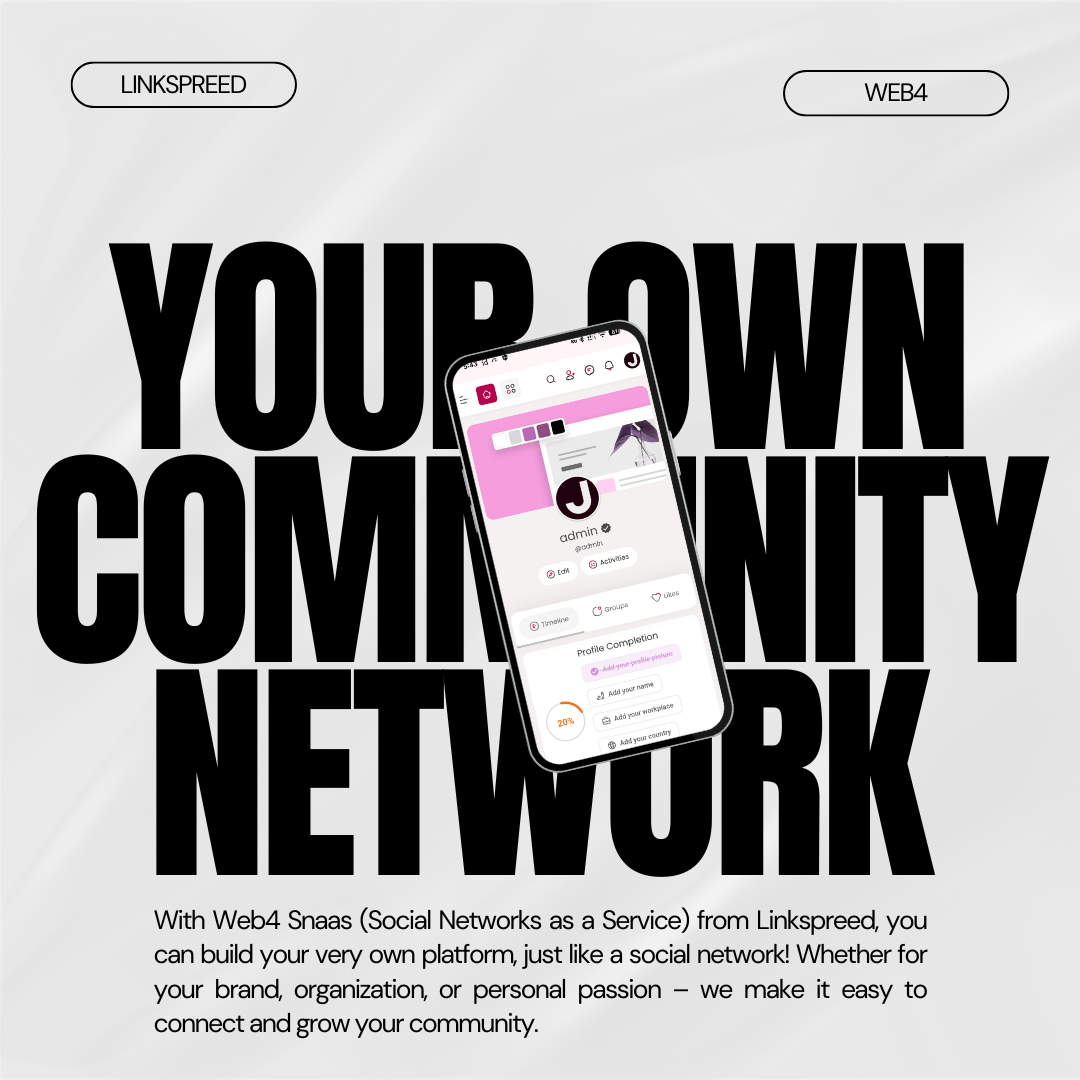 LINKSPREED
WEB4
YOUR OWN
COMMUNITY
NETWORK
5:43
admin
@admin
Edit
Activities
Timeline
Groups
Likes
Profile Completion
Add your profile picture
Add your name
20%
Add your workplace
Add your country
With Web4 Snaas (Social Networks as a Service) from Linkspreed, you
can build your very own platform, just like a social network! Whether for
your brand, organization, or personal passion – we make it easy to
connect and grow your community.